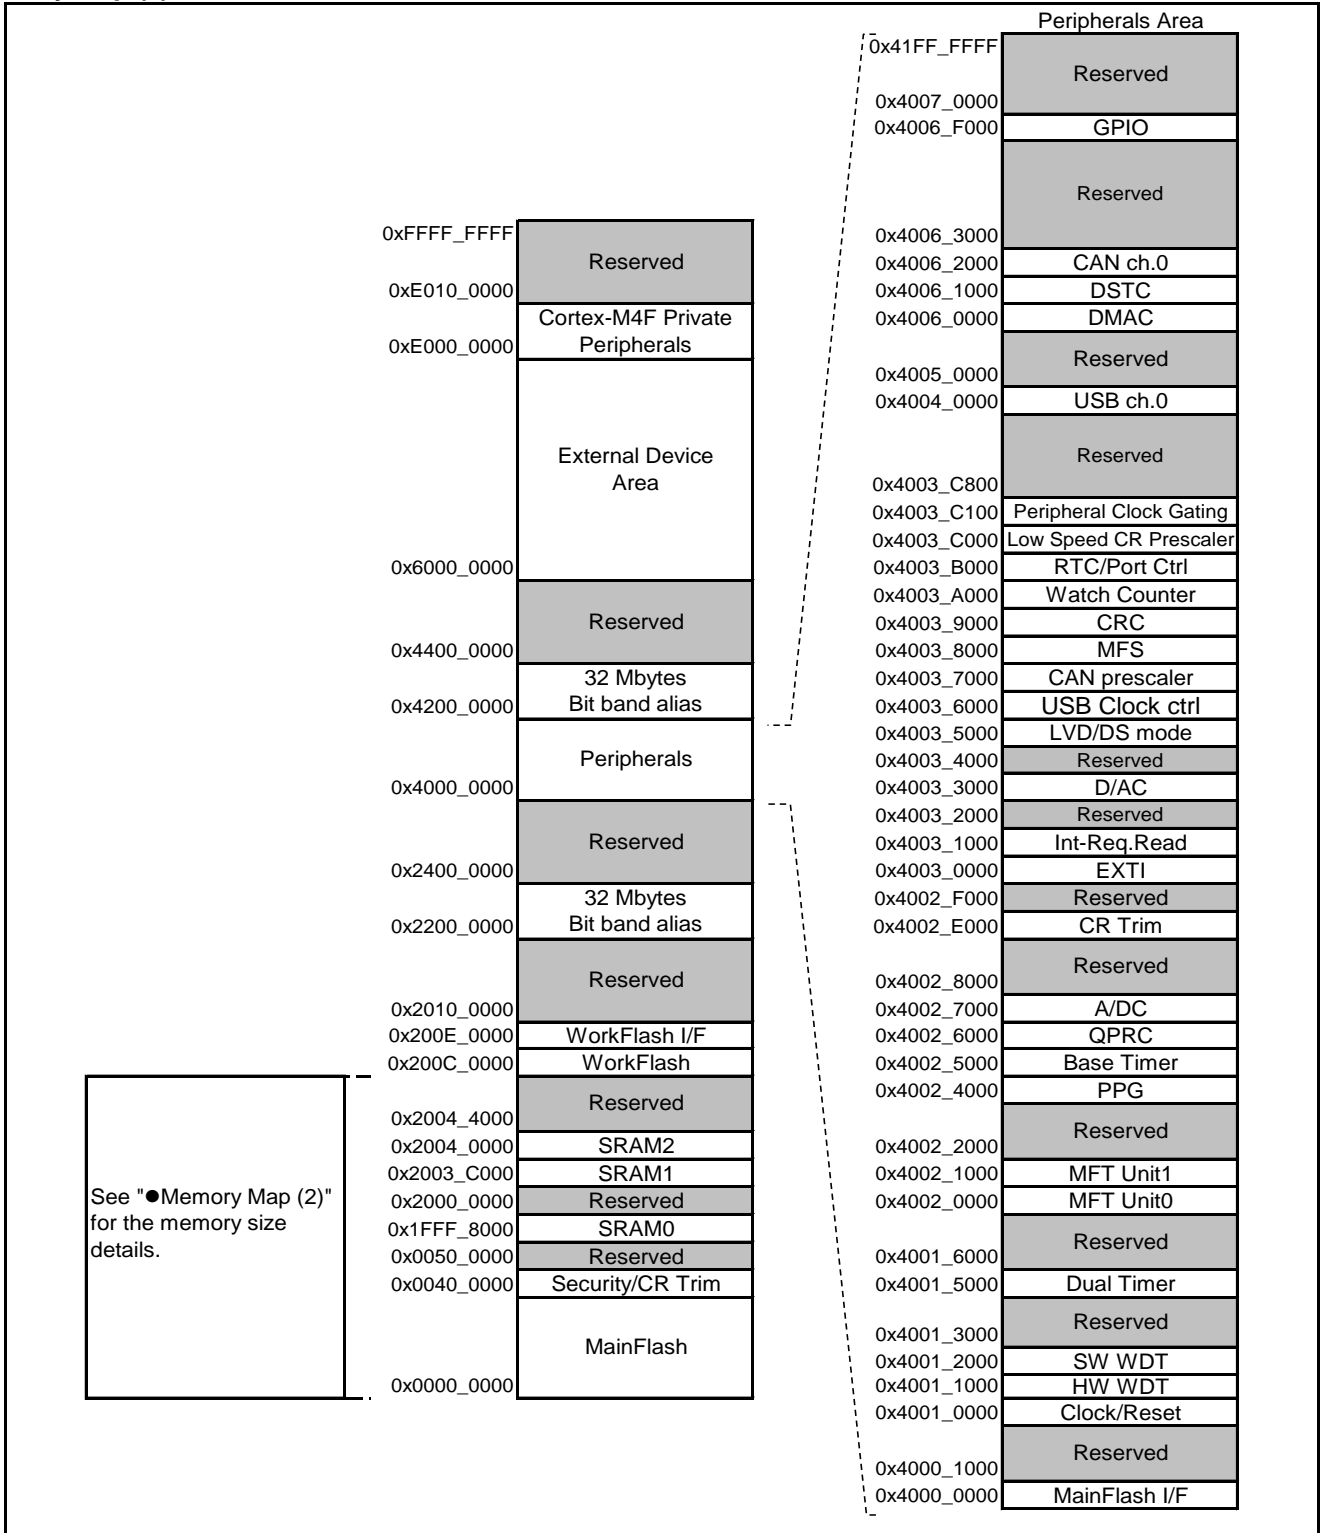 Peripherals Area
0x41FF_FFFF
Reserved
0x4007_0000
0x4006_F000 GPIO
Reserved
0x4006_3000
0x4006_2000 CAN ch.0
0x4006_1000 DSTC
0x4006_0000 DMAC
Reserved
0x4005_0000
0x4004_0000 USB ch.0
Reserved
0x4003_C800
0x4003_C100 Peripheral Clock Gating
0x4003_C000 Low Speed CR Prescaler
0x4003_B000 RTC/Port Ctrl
0x4003_A000 Watch Counter
0x4003_9000 CRC
0x4003_8000 MFS
0x4003_7000 CAN prescaler
0x4003_6000 USB Clock ctrl
0x4003_5000 LVD/DS mode
0x4003_4000 Reserved
0x4003_3000 D/AC
0x4003_2000 Reserved
0x4003_1000 Int-Req.Read
0x4003_0000 EXTI
0x4002_F000 Reserved
0x4002_E000 CR Trim
Reserved
0x4002_8000
0x4002_7000 A/DC
0x4002_6000 QPRC
0x4002_5000 Base Timer
0x4002_4000 PPG
Reserved
0x4002_2000
0x4002_1000 MFT Unit1
0x4002_0000 MFT Unit0
Reserved
0x4001_6000
0x4001_5000 Dual Timer
Reserved
0x4001_3000
0x4001_2000 SW WDT
0x4001_1000 HW WDT
0x4001_0000 Clock/Reset
Reserved
0x4000_1000
0x4000_0000 MainFlash I/F
0xFFFF_FFFF
Reserved
0xE010_0000
Cortex-M4F Private
0xE000_0000 Peripherals
External Device
Area
0x6000_0000
Reserved
0x4400_0000
32 Mbytes
0x4200_0000 Bit band alias
Peripherals
0x4000_0000
Reserved
0x2400_0000
32 Mbytes
0x2200_0000 Bit band alias
Reserved
0x2010_0000
0x200E_0000 WorkFlash I/F
0x200C_0000 WorkFlash
Reserved
0x2004_4000
0x2004_0000 SRAM2
0x2003_C000 SRAM1
0x2000_0000 Reserved
0x1FFF_8000 SRAM0
0x0050_0000 Reserved
0x0040_0000 Security/CR Trim
MainFlash
0x0000_0000
See "●Memory Map (2)"
for the memory size
details.